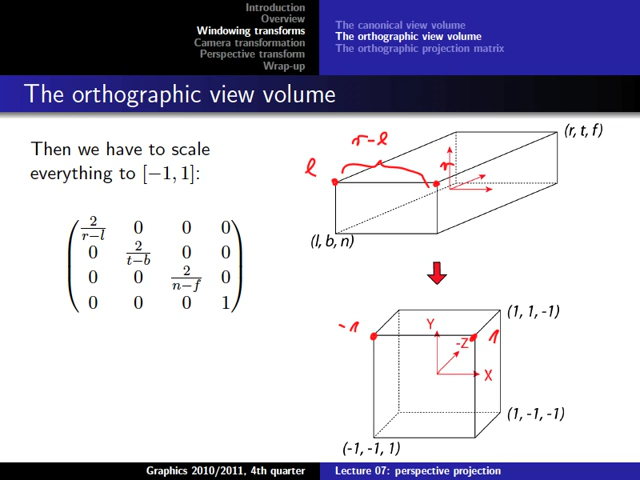 Introduction
Overview
Windowing transforms
Camera transformation
Perspective transform
Wrap-up
The canonical view volume
The orthographic view volume
The orthographic projection matrix
The orthographic view volume
Then we have to scale
everything to [−1, 1]:
2/(r−l) 0 0 0
0 2/(t−b) 0 0
0 0 2/(n−f) 0
0 0 0 1
r-l
l
r
(r, t, f)
(l, b, n)
-1
1
(1, 1, -1)
Y
-Z
X
(1, -1, -1)
(-1, -1, 1)
Graphics 2010/2011, 4th quarter
Lecture 07: perspective projection